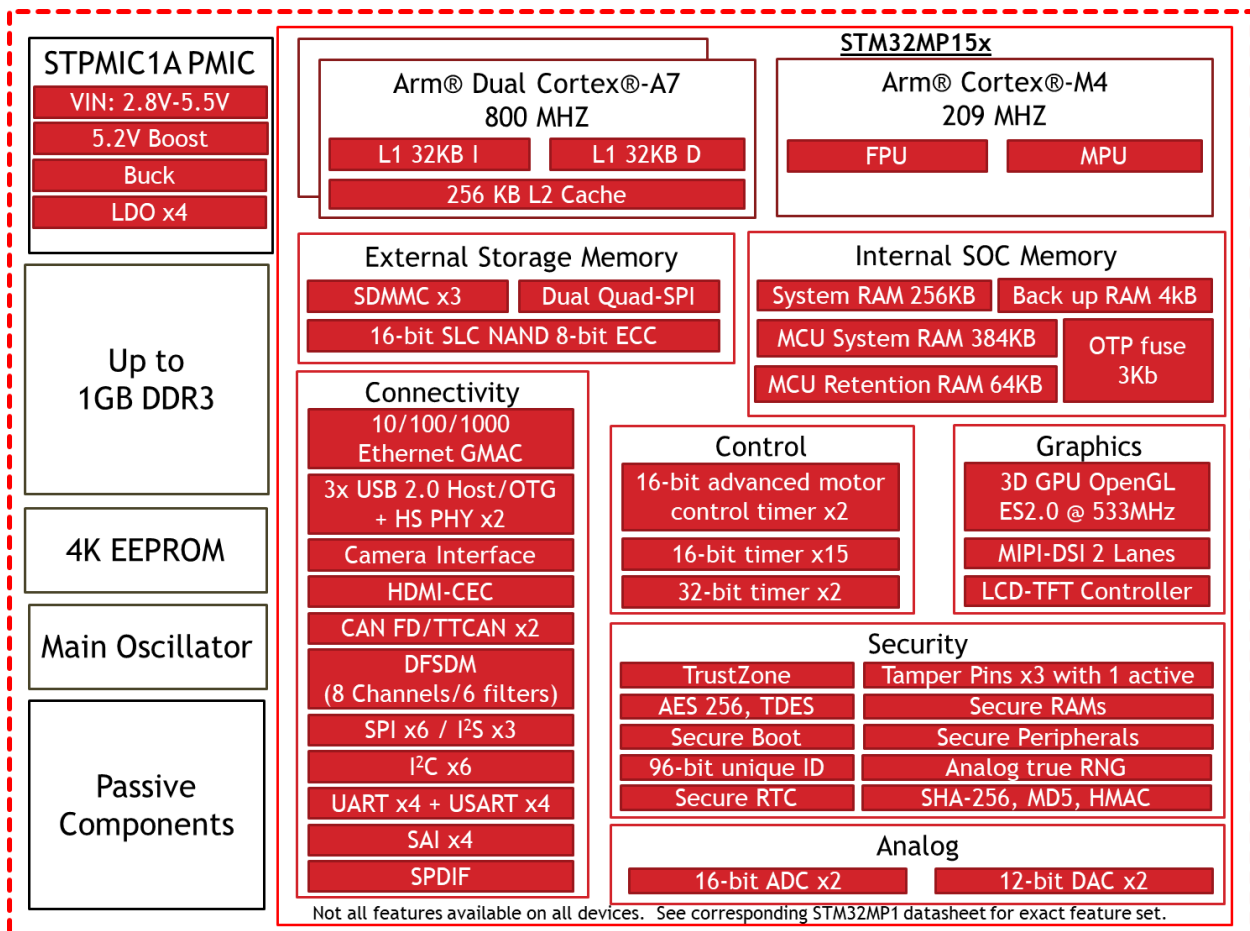 STPMIC1A PMIC
VIN: 2.8V-5.5V
5.2V Boost
Buck
LDO x4
Up to
1GB DDR3
4K EEPROM
Main Oscillator
Passive
Components
STM32MP15x
Arm® Dual Cortex®-A7
800 MHZ
L1 32KB I
L1 32KB D
256 KB L2 Cache
Arm® Cortex®-M4
209 MHZ
FPU
MPU
External Storage Memory
SDMMC x3
Dual Quad-SPI
16-bit SLC NAND 8-bit ECC
Internal SOC Memory
System RAM 256KB
Back up RAM 4kB
MCU System RAM 384KB
MCU Retention RAM 64KB
OTP fuse
3Kb
Connectivity
10/100/1000
Ethernet GMAC
3x USB 2.0 Host/OTG
+ HS PHY x2
Camera Interface
HDMI-CEC
CAN FD/TTCAN x2
DFSDM
(8 Channels/6 filters)
SPI x6 / I²S x3
I²C x6
UART x4 + USART x4
SAI x4
SPDIF
Control
16-bit advanced motor
control timer x2
16-bit timer x15
32-bit timer x2
Graphics
3D GPU OpenGL
ES2.0 @ 533MHz
MIPI-DSI 2 Lanes
LCD-TFT Controller
Security
TrustZone
Tamper Pins x3 with 1 active
AES 256, TDES
Secure RAMs
Secure Boot
Secure Peripherals
96-bit unique ID
Analog true RNG
Secure RTC
SHA-256, MD5, HMAC
Analog
16-bit ADC x2
12-bit DAC x2
Not all features available on all devices. See corresponding STM32MP1 datasheet for exact feature set.